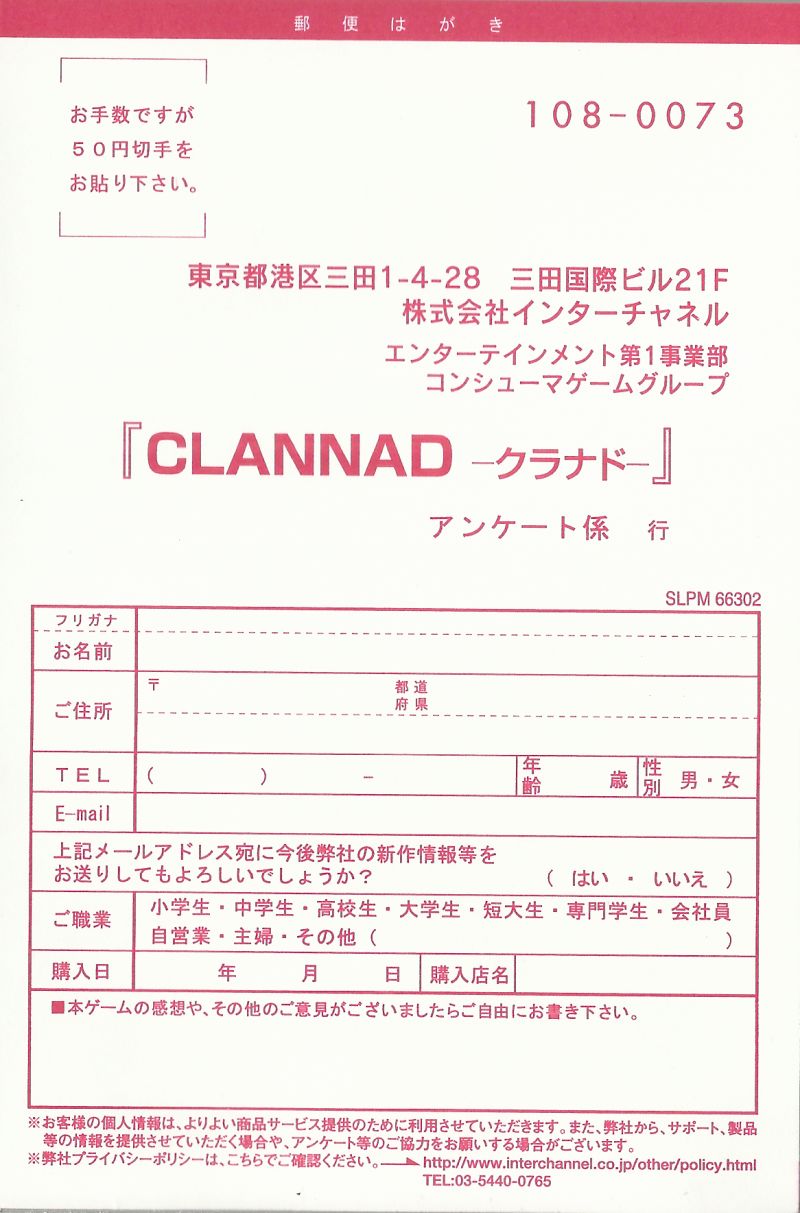 郵便はがき
お手数ですが
５０円切手を
お貼り下さい。
108-0073
東京都港区三田1-4-28　三田国際ビル21F
株式会社インターチャネル
エンターテインメント第1事業部
コンシューマゲームグループ
『CLANNAD －クラナド－』
アンケート係　行
SLPM 66302
フリガナ
お名前
ご住所
〒
都道
府県
TEL
(　　　)　　－
年齢
歳
性別
男・女
E-mail
上記メールアドレス宛に今後弊社の新作情報等を
お送りしてもよろしいでしょうか？
(　はい　・　いいえ　)
ご職業
小学生・中学生・高校生・大学生・短大生・専門学生・会社員
自営業・主婦・その他（　　　）
購入日
年　月　日
購入店名
■本ゲームの感想や、その他のご意見がございましたらご自由にお書き下さい。
※お客様の個人情報は、よりよい商品サービス提供のために利用させていただきます。また、弊社から、サポート、製品
等の情報を提供させていただく場合や、アンケート等のご協力をお願いする場合がございます。
※弊社プライバシーポリシーは、こちらでご確認ください。→http://www.interchannel.co.jp/other/policy.html
TEL:03-5440-0765